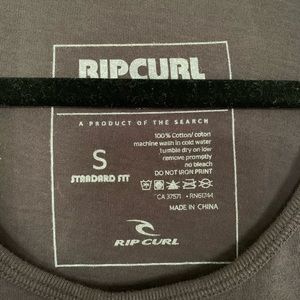 RIPCURL
A PRODUCT OF THE SEARCH
S
STANDARD FIT
100% Cotton/ coton
machine wash in cold water
tumble dry on low
remove promptly
no bleach
DO NOT IRON PRINT
CA 37571 • RN61744
MADE IN CHINA
RIP CURL